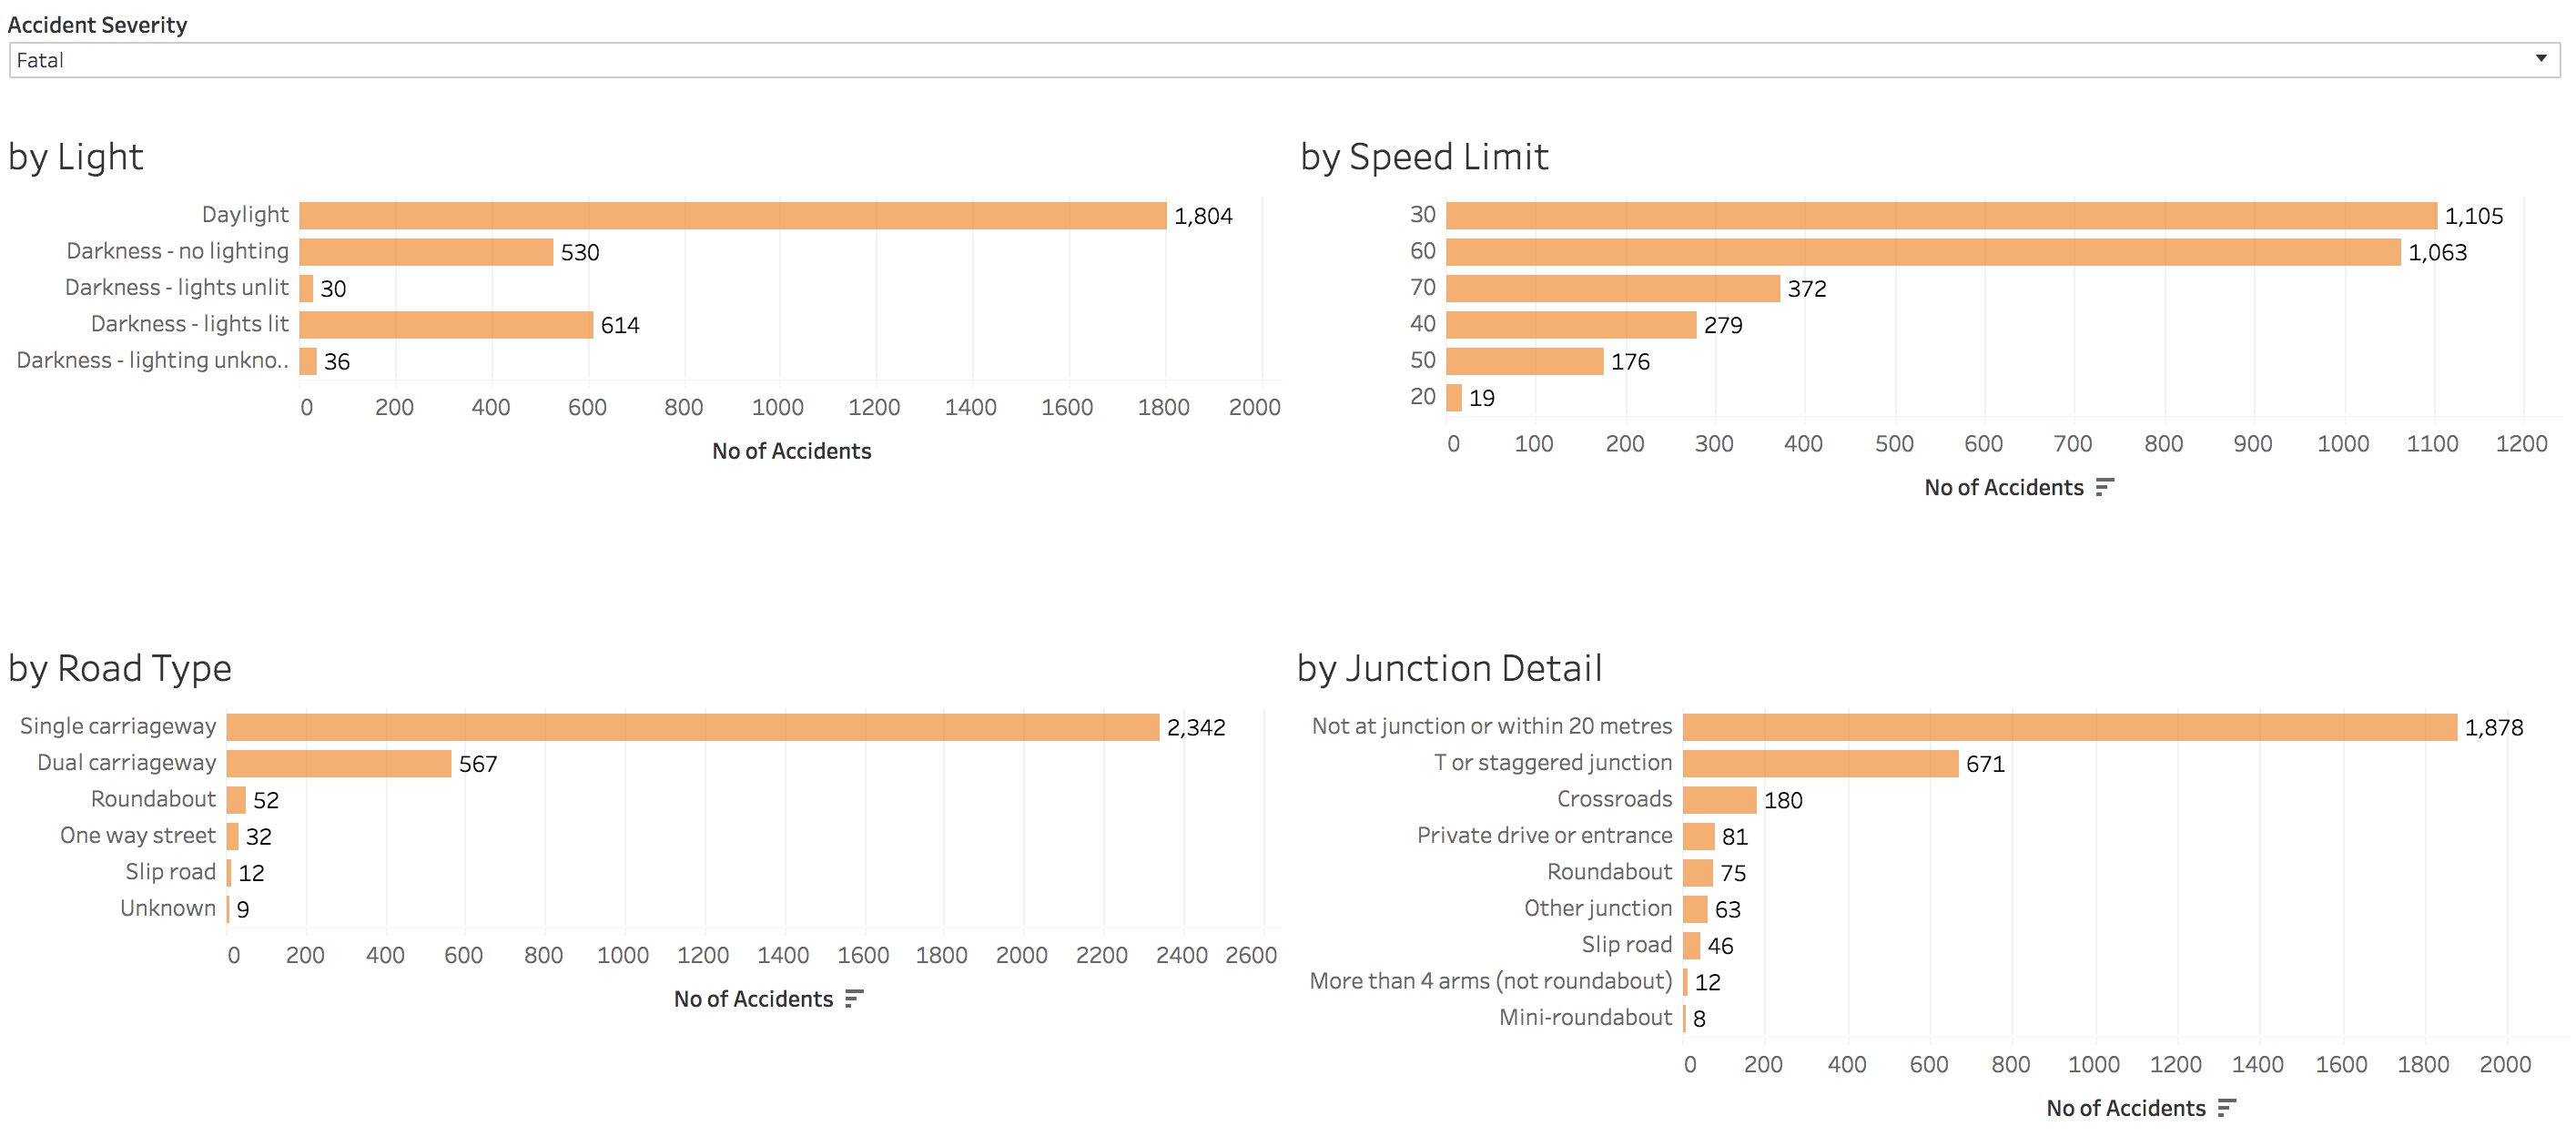 Accident Severity
Fatal
by Light
Daylight 1,804
Darkness - no lighting 530
Darkness - lights unlit 30
Darkness - lights lit 614
Darkness - lighting unkno.. 36
0 200 400 600 800 1000 1200 1400 1600 1800 2000
No of Accidents
by Speed Limit
30 1,105
60 1,063
70 372
40 279
50 176
20 19
0 100 200 300 400 500 600 700 800 900 1000 1100 1200
No of Accidents
by Road Type
Single carriageway 2,342
Dual carriageway 567
Roundabout 52
One way street 32
Slip road 12
Unknown 9
0 200 400 600 800 1000 1200 1400 1600 1800 2000 2200 2400 2600
No of Accidents
by Junction Detail
Not at junction or within 20 metres 1,878
T or staggered junction 671
Crossroads 180
Private drive or entrance 81
Roundabout 75
Other junction 63
Slip road 46
More than 4 arms (not roundabout) 12
Mini-roundabout 8
0 200 400 600 800 1000 1200 1400 1600 1800 2000
No of Accidents